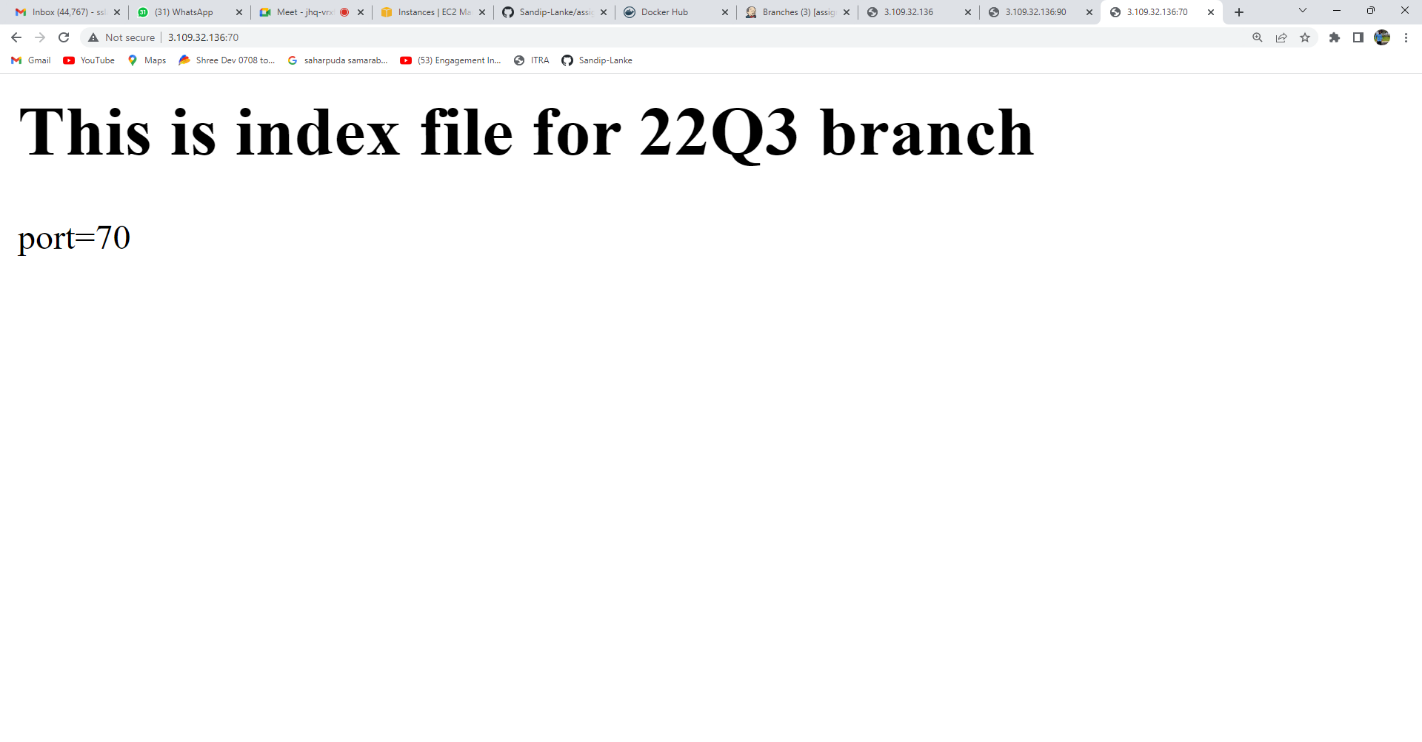 Inbox (44,767) - ssl
(31) WhatsApp
Meet - jhq-vrx
Instances | EC2 Ma
Sandip-Lanke/assig
Docker Hub
Branches (3) [assig
3.109.32.136
3.109.32.136:90
3.109.32.136:70
Not secure | 3.109.32.136:70
Gmail YouTube Maps Shree Dev 0708 to... saharpuda samarab... (53) Engagement In... ITRA Sandip-Lanke
This is index file for 22Q3 branch
port=70